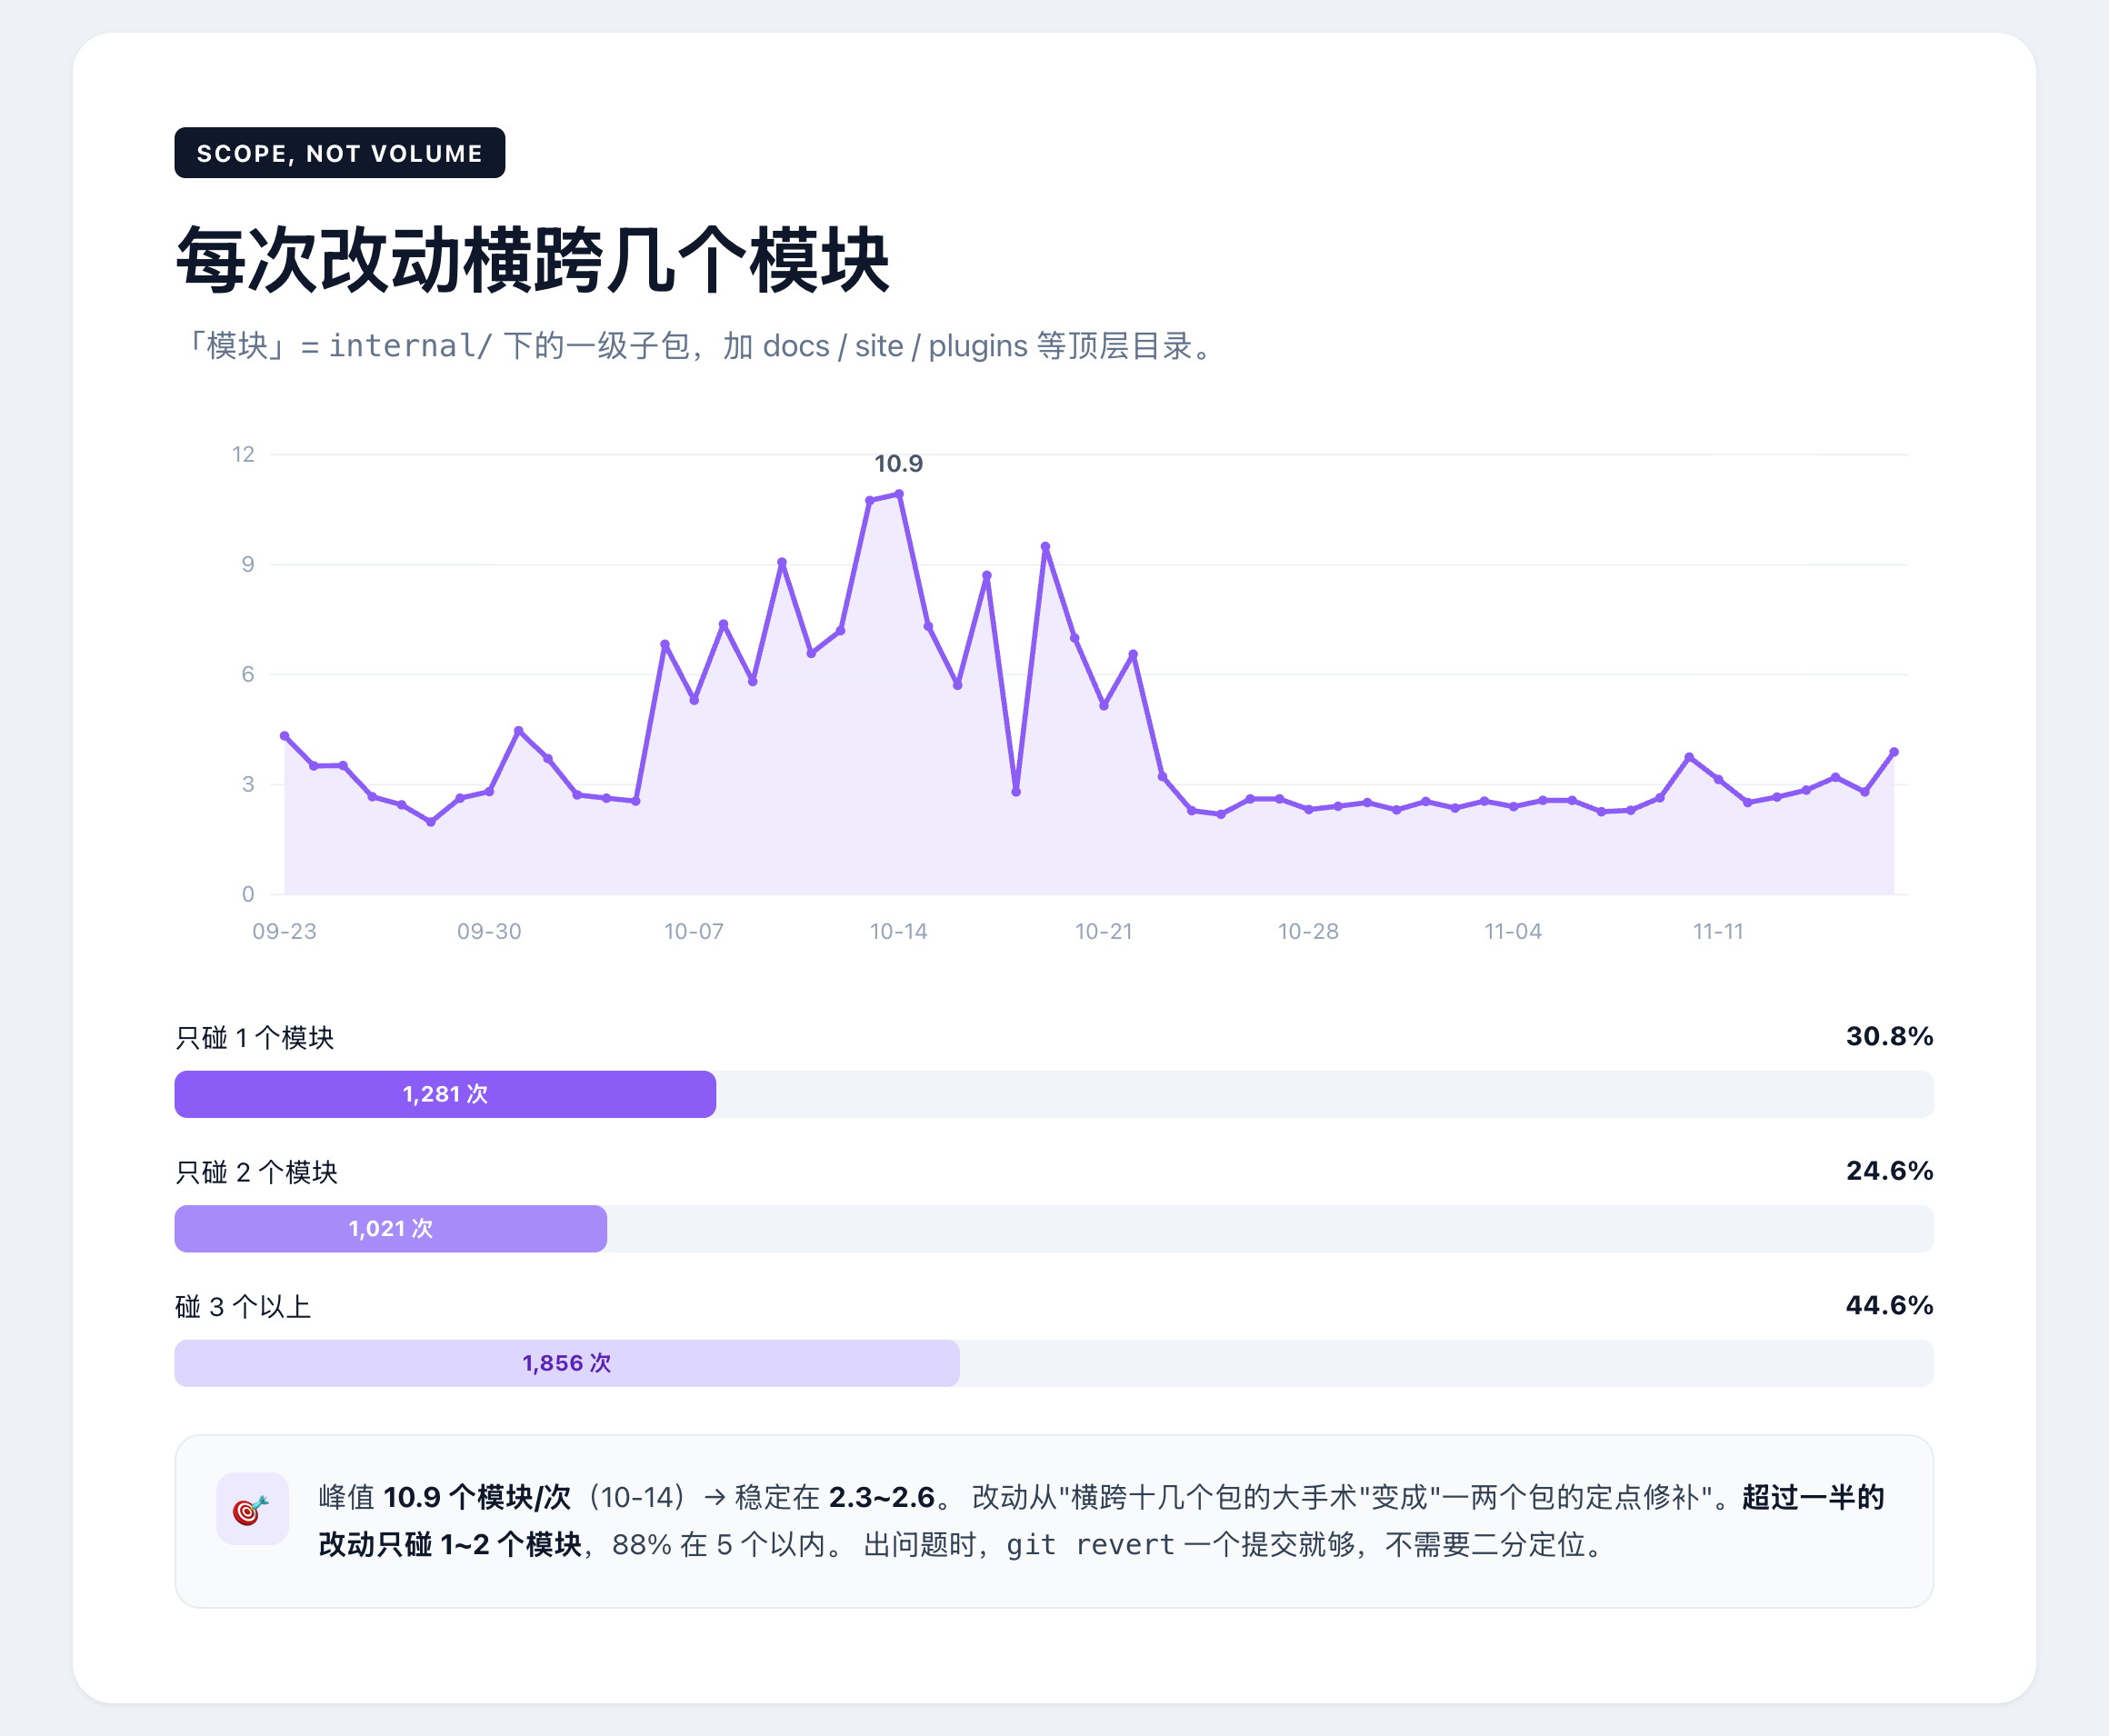 SCOPE, NOT VOLUME
每次改动横跨几个模块
「模块」= internal/ 下的一级子包，加 docs / site / plugins 等顶层目录。
12
10.9
9
6
3
0
09-23 09-30 10-07 10-14 10-21 10-28 11-04 11-11
只碰 1 个模块 30.8%
1,281 次
只碰 2 个模块 24.6%
1,021 次
碰 3 个以上 44.6%
1,856 次
峰值 10.9 个模块/次（10-14）→ 稳定在 2.3~2.6。 改动从"横跨十几个包的大手术"变成"一两个包的定点修补"。超过一半的
改动只碰 1~2 个模块，88% 在 5 个以内。 出问题时，git revert 一个提交就够，不需要二分定位。